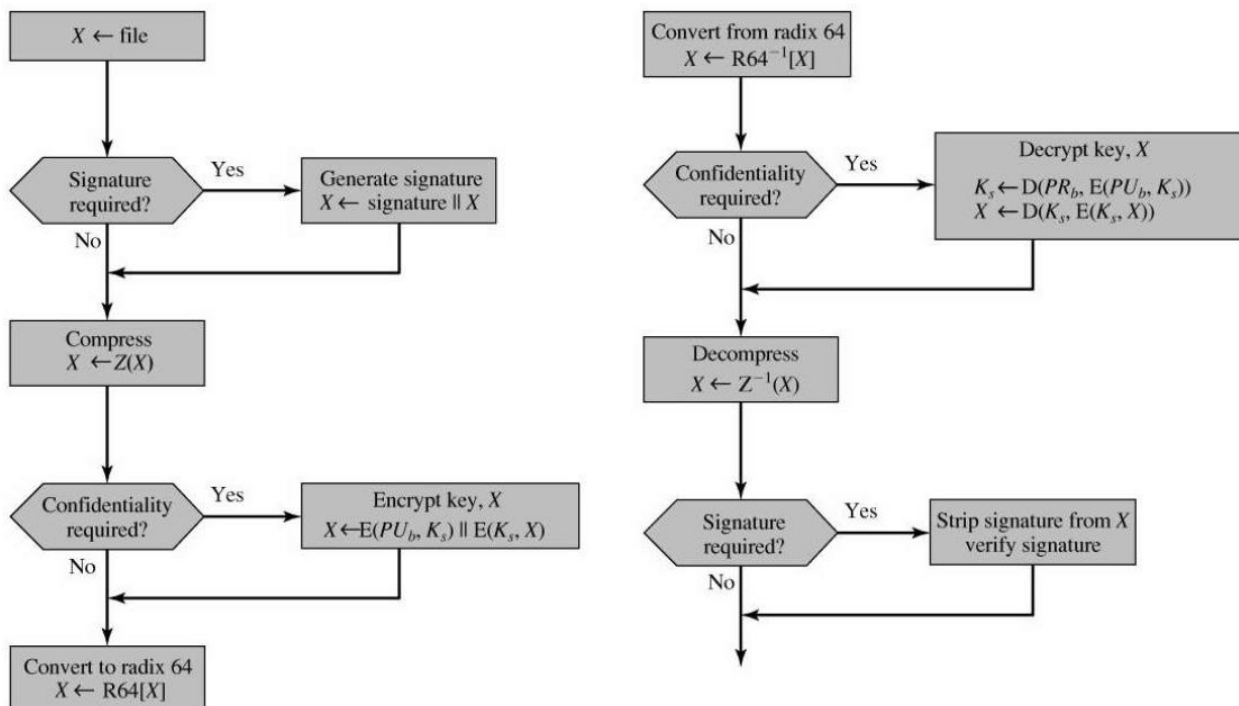 X ← file
Signature
required?
Yes
Generate signature
X ← signature || X
No
Compress
X ← Z(X)
Confidentiality
required?
Yes
Encrypt key, X
X ← E(PU_b, K_s) || E(K_s, X)
No
Convert to radix 64
X ← R64[X]
Convert from radix 64
X ← R64⁻¹[X]
Confidentiality
required?
Yes
Decrypt key, X
K_s ← D(PR_b, E(PU_b, K_s))
X ← D(K_s, E(K_s, X))
No
Decompress
X ← Z⁻¹(X)
Signature
required?
Yes
Strip signature from X
verify signature
No